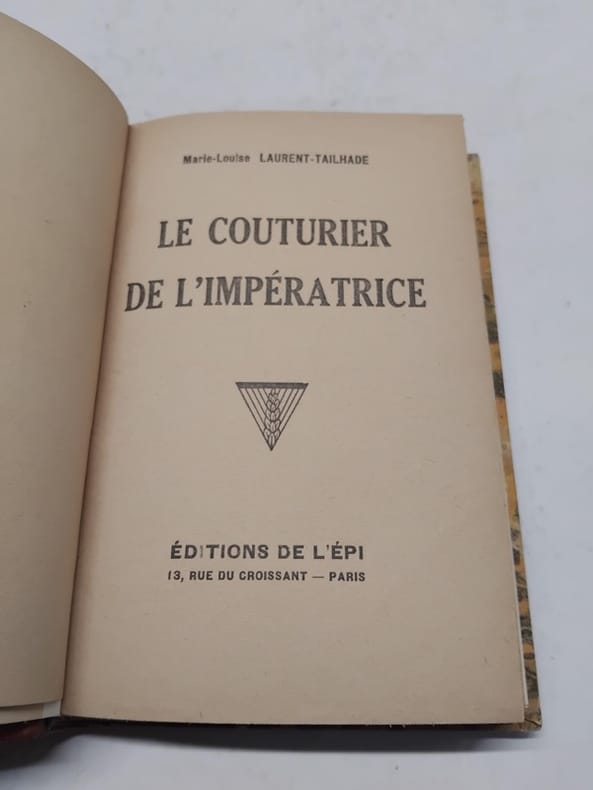 Marie-Louise LAURENT-TAILHADE
LE COUTURIER
DE L'IMPÉRATRICE
ÉDITIONS DE L'ÉPI
13, RUE DU CROISSANT — PARIS